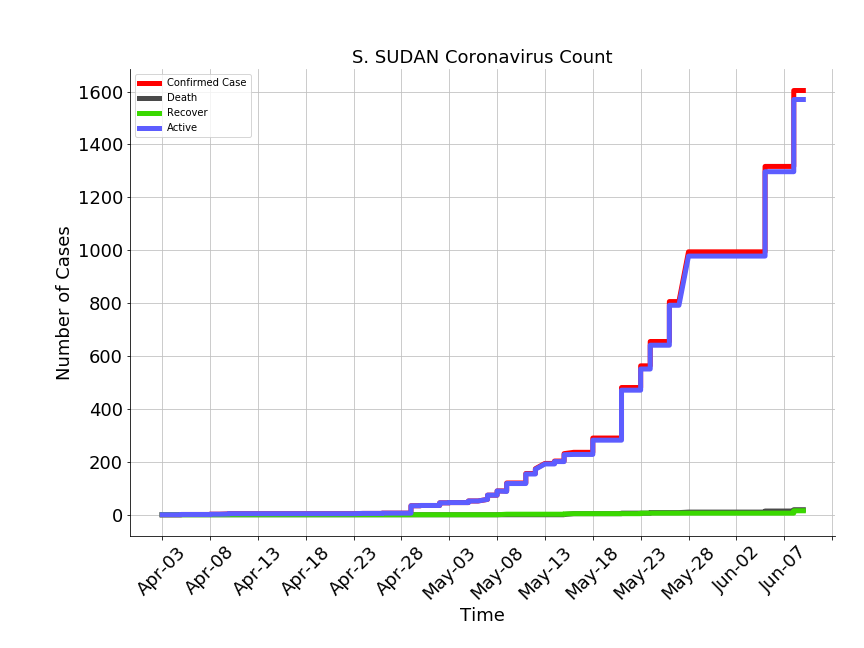 S. SUDAN Coronavirus Count
Confirmed Case
Death
Recover
Active
1600
1400
1200
1000
800
600
400
200
0
Number of Cases
Apr-03
Apr-08
Apr-13
Apr-18
Apr-23
Apr-28
May-03
May-08
May-13
May-18
May-23
May-28
Jun-02
Jun-07
Time